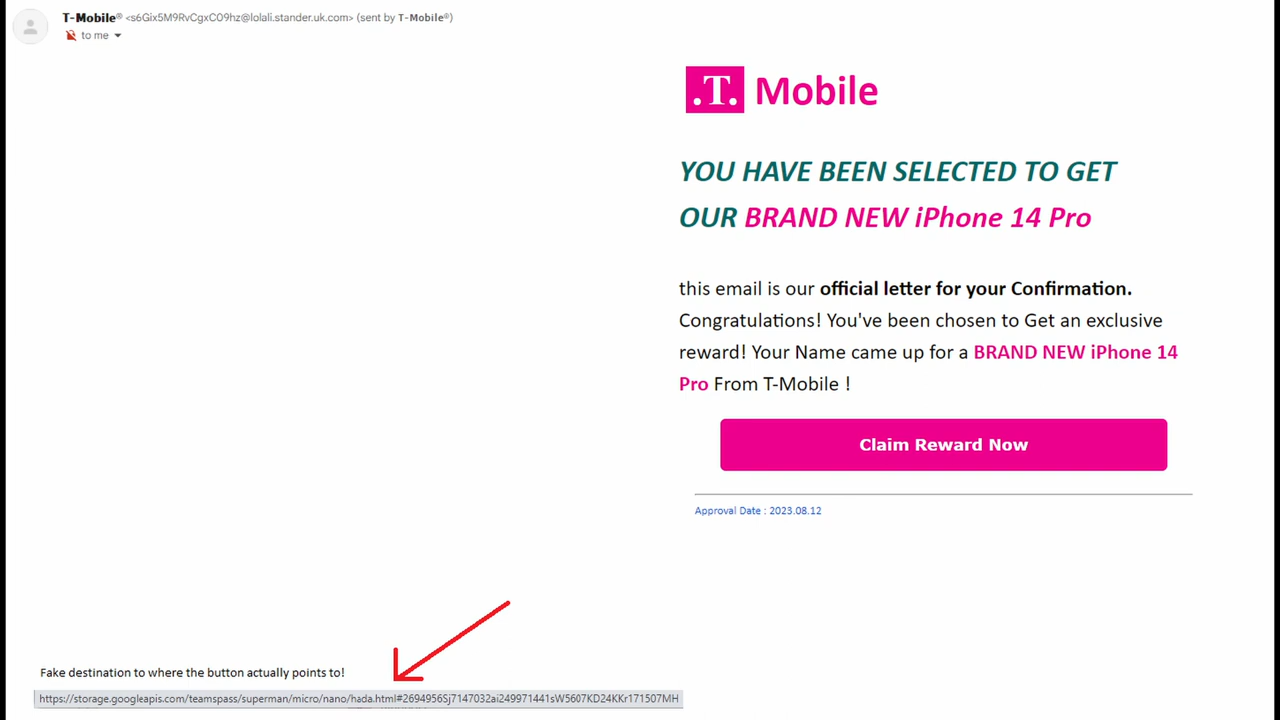 T-Mobile® <s6Gix5M9RvCgxC09hz@lolali.stander.uk.com> (sent by T-Mobile®)
to me
.T. Mobile
YOU HAVE BEEN SELECTED TO GET
OUR BRAND NEW iPhone 14 Pro
this email is our official letter for your Confirmation.
Congratulations! You've been chosen to Get an exclusive
reward! Your Name came up for a BRAND NEW iPhone 14
Pro From T-Mobile !
Claim Reward Now
Approval Date : 2023.08.12
Fake destination to where the button actually points to!
https://storage.googleapis.com/teamspass/superman/micro/nano/hada.html#2694956Sj7147032ai249971441sW5607KD24KKr171507MH